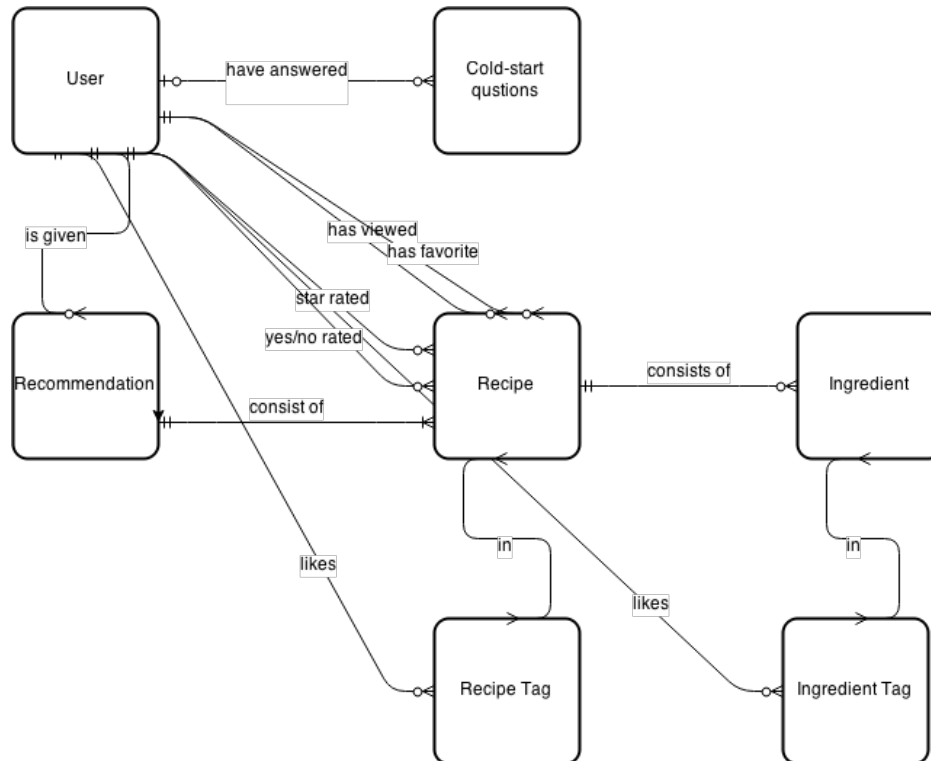 User
have answered
Cold-start
qustions
is given
has viewed
has favorite
star rated
yes/no rated
Recommendation
consist of
Recipe
consists of
Ingredient
in
in
likes
likes
Recipe Tag
Ingredient Tag